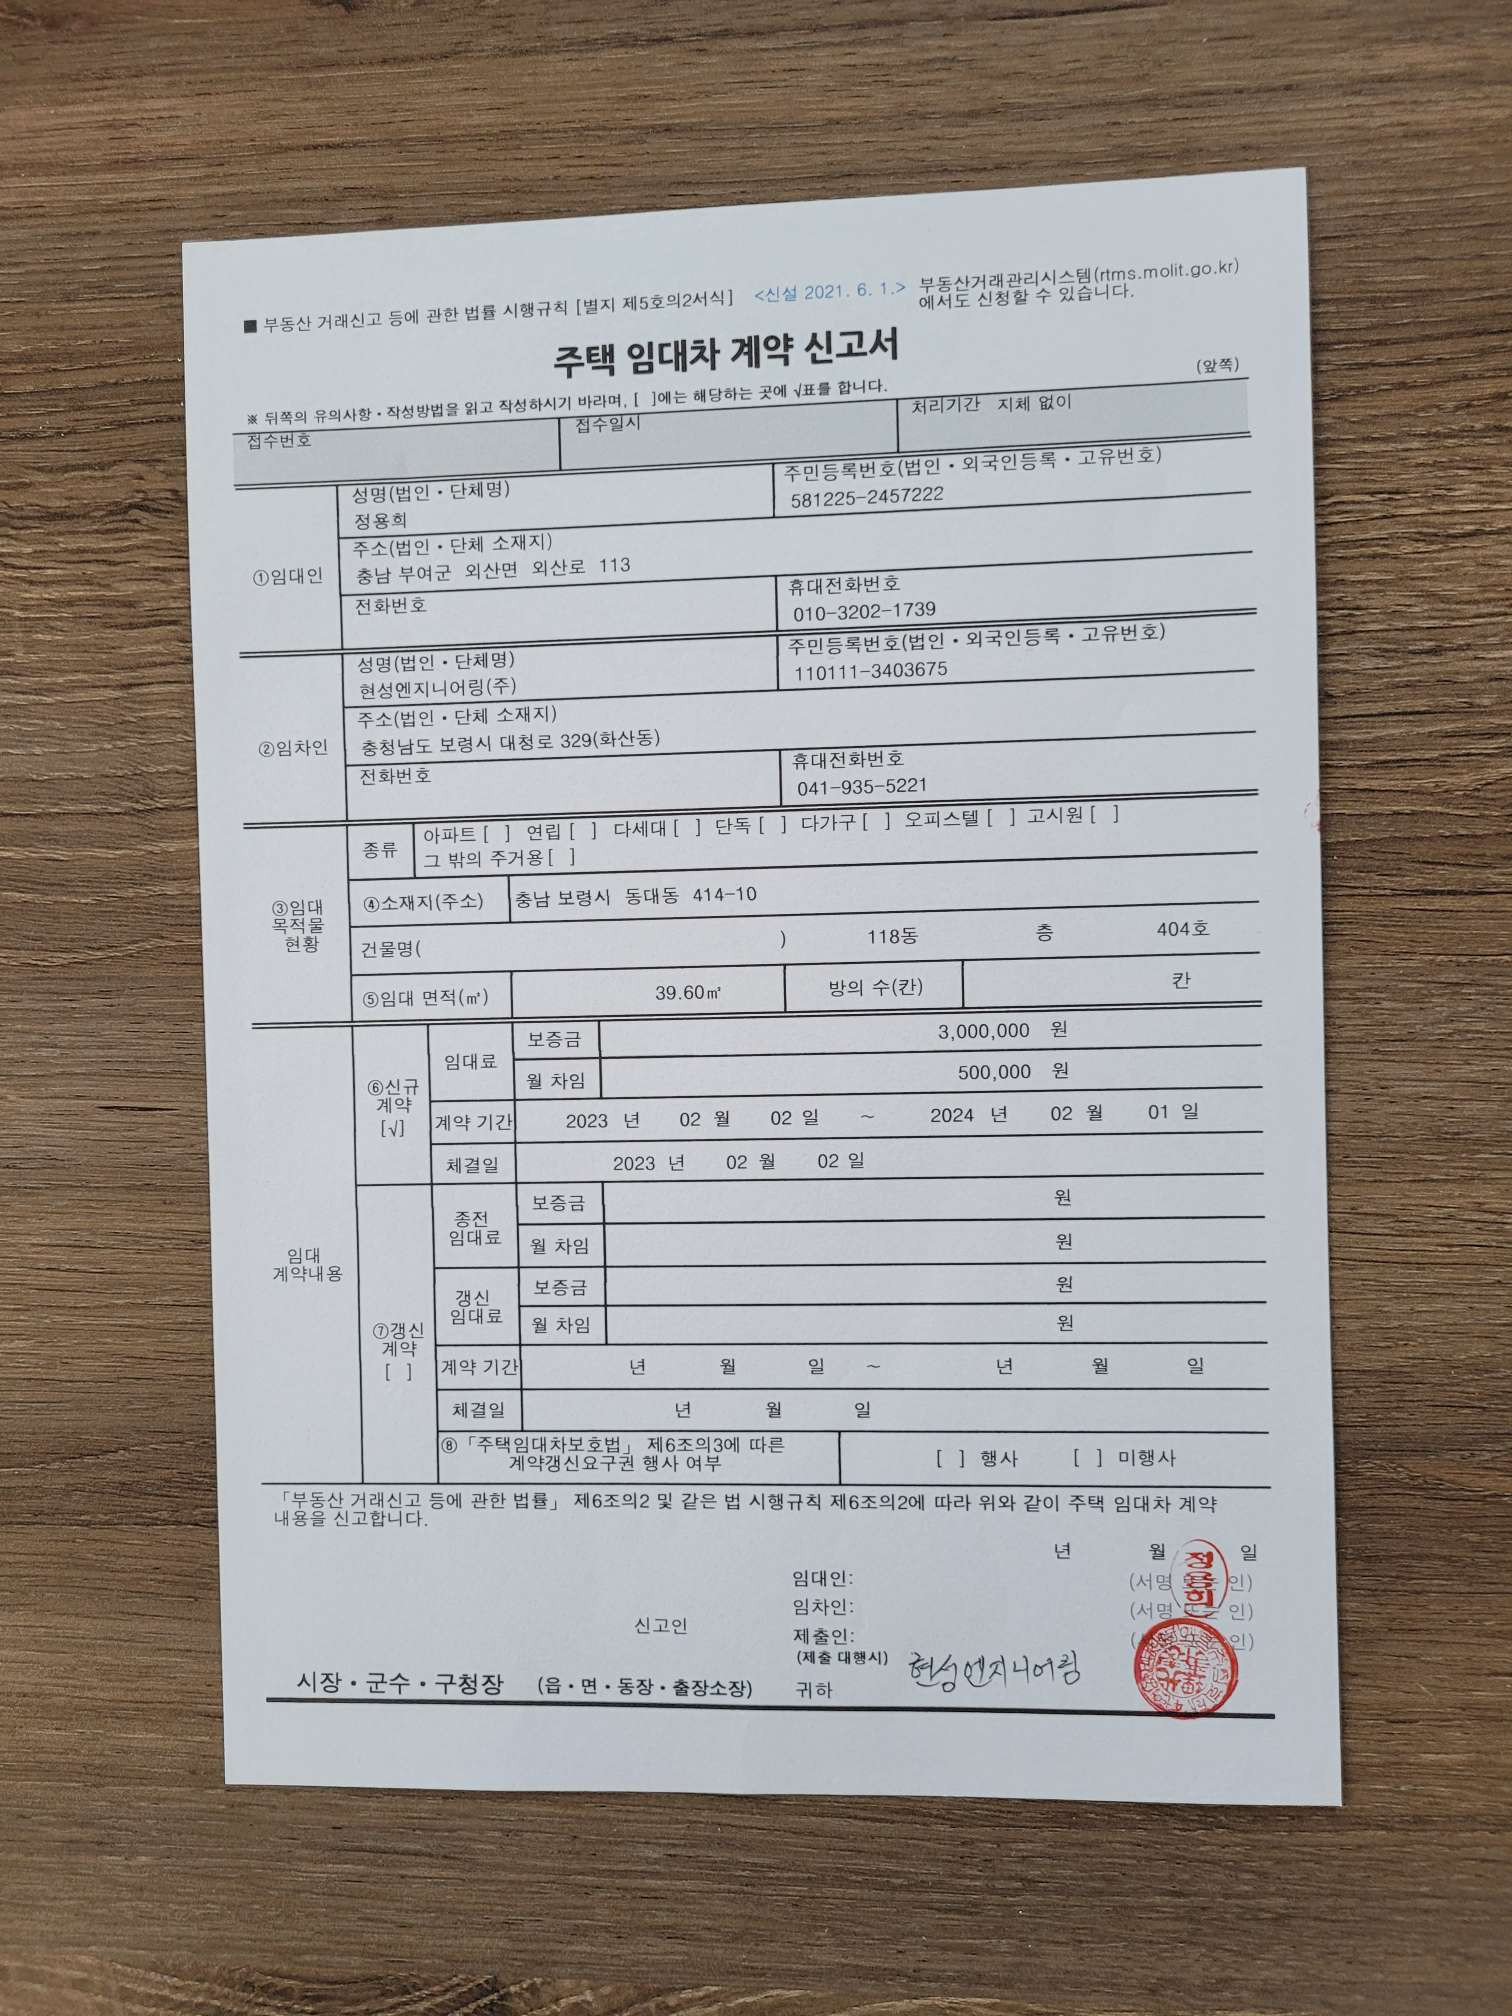 ■ 부동산 거래신고 등에 관한 법률 시행규칙 [별지 제5호의2서식] <신설 2021. 6. 1.> 부동산거래관리시스템(rtms.molit.go.kr)
에서도 신청할 수 있습니다.
주택 임대차 계약 신고서
※ 뒤쪽의 유의사항·작성방법을 읽고 작성하시기 바라며, [ ]에는 해당하는 곳에 √표를 합니다. (앞쪽)
접수번호 접수일시 처리기간 지체 없이
①임대인
성명(법인·단체명) 주민등록번호(법인·외국인등록·고유번호)
정용희 581225-2457222
주소(법인·단체 소재지)
충남 부여군 외산면 외산로 113
전화번호 휴대전화번호
010-3202-1739
②임차인
성명(법인·단체명) 주민등록번호(법인·외국인등록·고유번호)
현성엔지니어링(주) 110111-3403675
주소(법인·단체 소재지)
충청남도 보령시 대청로 329(화산동)
전화번호 휴대전화번호
041-935-5221
③임대
목적물
현황
종류 아파트 [ ] 연립 [ ] 다세대 [ ] 단독 [ ] 다가구 [ ] 오피스텔 [ ] 고시원 [ ]
그 밖의 주거용 [ ]
④소재지(주소) 충남 보령시 동대동 414-10
건물명( ) 118동 층 404호
⑤임대 면적(㎡) 39.60㎡ 방의 수(칸) 칸
임대
계약내용
⑥신규
계약
[√]
임대료 보증금 3,000,000 원
월 차임 500,000 원
계약 기간 2023 년 02 월 02 일 ~ 2024 년 02 월 01 일
체결일 2023 년 02 월 02 일
⑦갱신
계약
[ ]
종전
임대료
보증금 원
월 차임 원
갱신
임대료
보증금 원
월 차임 원
계약 기간 년 월 일 ~ 년 월 일
체결일 년 월 일
⑧「주택임대차보호법」 제6조의3에 따른
계약갱신요구권 행사 여부
[ ] 행사 [ ] 미행사
「부동산 거래신고 등에 관한 법률」 제6조의2 및 같은 법 시행규칙 제6조의2에 따라 위와 같이 주택 임대차 계약
내용을 신고합니다.
년 월 일
임대인: (서명 또는 인)
정용희
임차인: (서명 또는 인)
신고인
제출인: 인)
(제출 대행시) 현성엔지니어링
시장·군수·구청장 (읍·면·동장·출장소장) 귀하